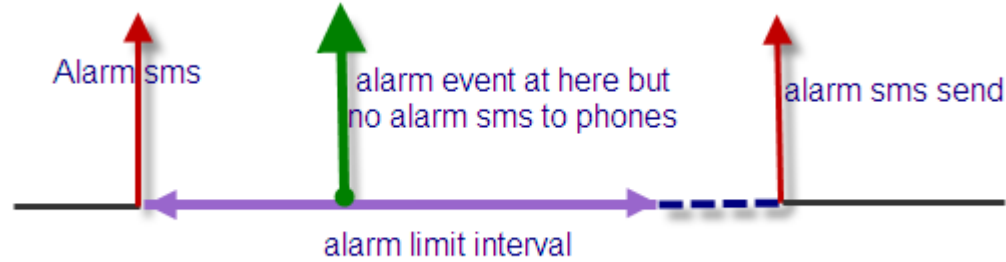 Alarm sms
alarm event at here but
no alarm sms to phones
alarm sms send
alarm limit interval